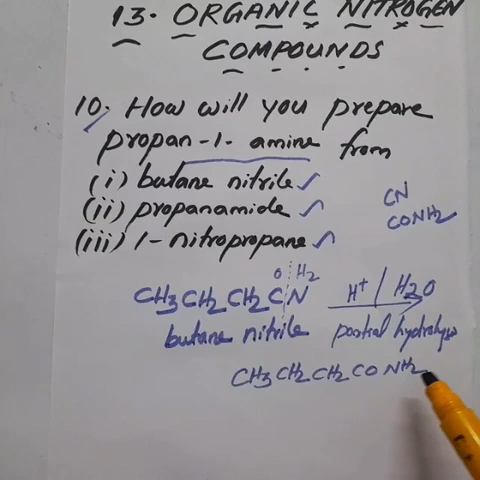 13. ORGANIC NITROGEN
COMPOUNDS
10. How will you prepare
propan-1-amine from
(i) butane nitrile
(ii) propanamide
(iii) 1-nitropropane
CN
CONH2
O H2
CH3CH2CH2CN H+/H2O
butane nitrile partial hydrolysis
CH3CH2CH2CONH2